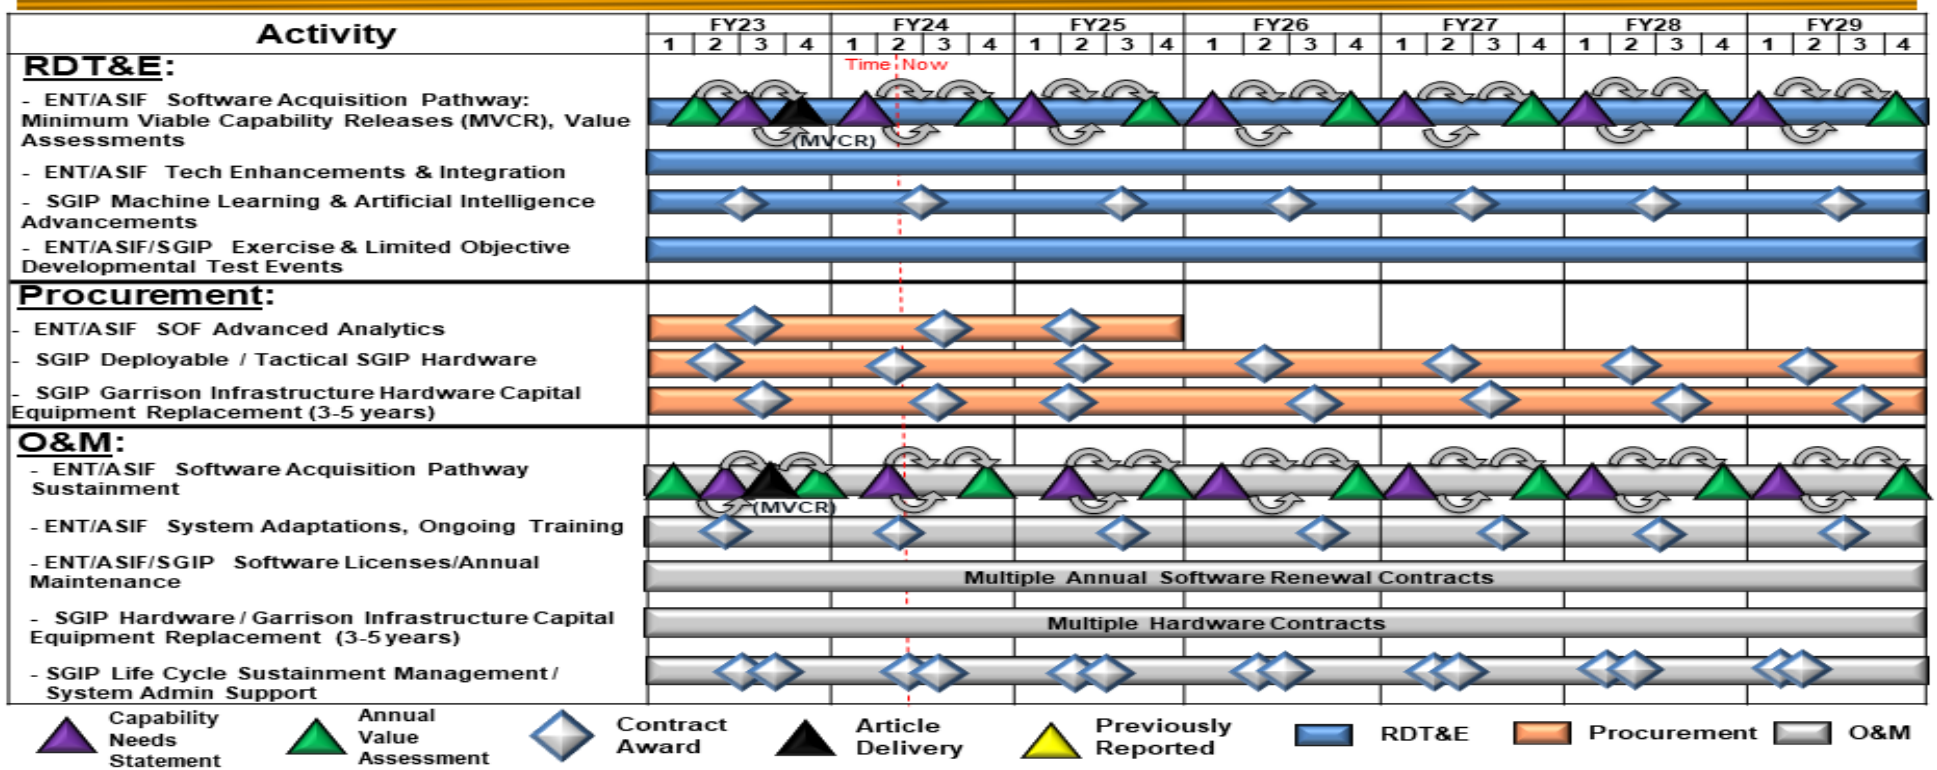 Activity
FY23 FY24 FY25 FY26 FY27 FY28 FY29
1 2 3 4 1 2 3 4 1 2 3 4 1 2 3 4 1 2 3 4 1 2 3 4 1 2 3 4
Time Now
RDT&E:
- ENT/ASIF Software Acquisition Pathway:
Minimum Viable Capability Releases (MVCR), Value
Assessments
(MVCR)
- ENT/ASIF Tech Enhancements & Integration
- SGIP Machine Learning & Artificial Intelligence
Advancements
- ENT/ASIF/SGIP Exercise & Limited Objective
Developmental Test Events
Procurement:
- ENT/ASIF SOF Advanced Analytics
- SGIP Deployable / Tactical SGIP Hardware
- SGIP Garrison Infrastructure Hardware Capital
Equipment Replacement (3-5 years)
O&M:
- ENT/ASIF Software Acquisition Pathway
Sustainment
(MVCR)
- ENT/ASIF System Adaptations, Ongoing Training
- ENT/ASIF/SGIP Software Licenses/Annual
Maintenance
Multiple Annual Software Renewal Contracts
- SGIP Hardware / Garrison Infrastructure Capital
Equipment Replacement (3-5 years)
Multiple Hardware Contracts
- SGIP Life Cycle Sustainment Management /
System Admin Support
Capability
Needs
Statement
Annual
Value
Assessment
Contract
Award
Article
Delivery
Previously
Reported
RDT&E
Procurement
O&M